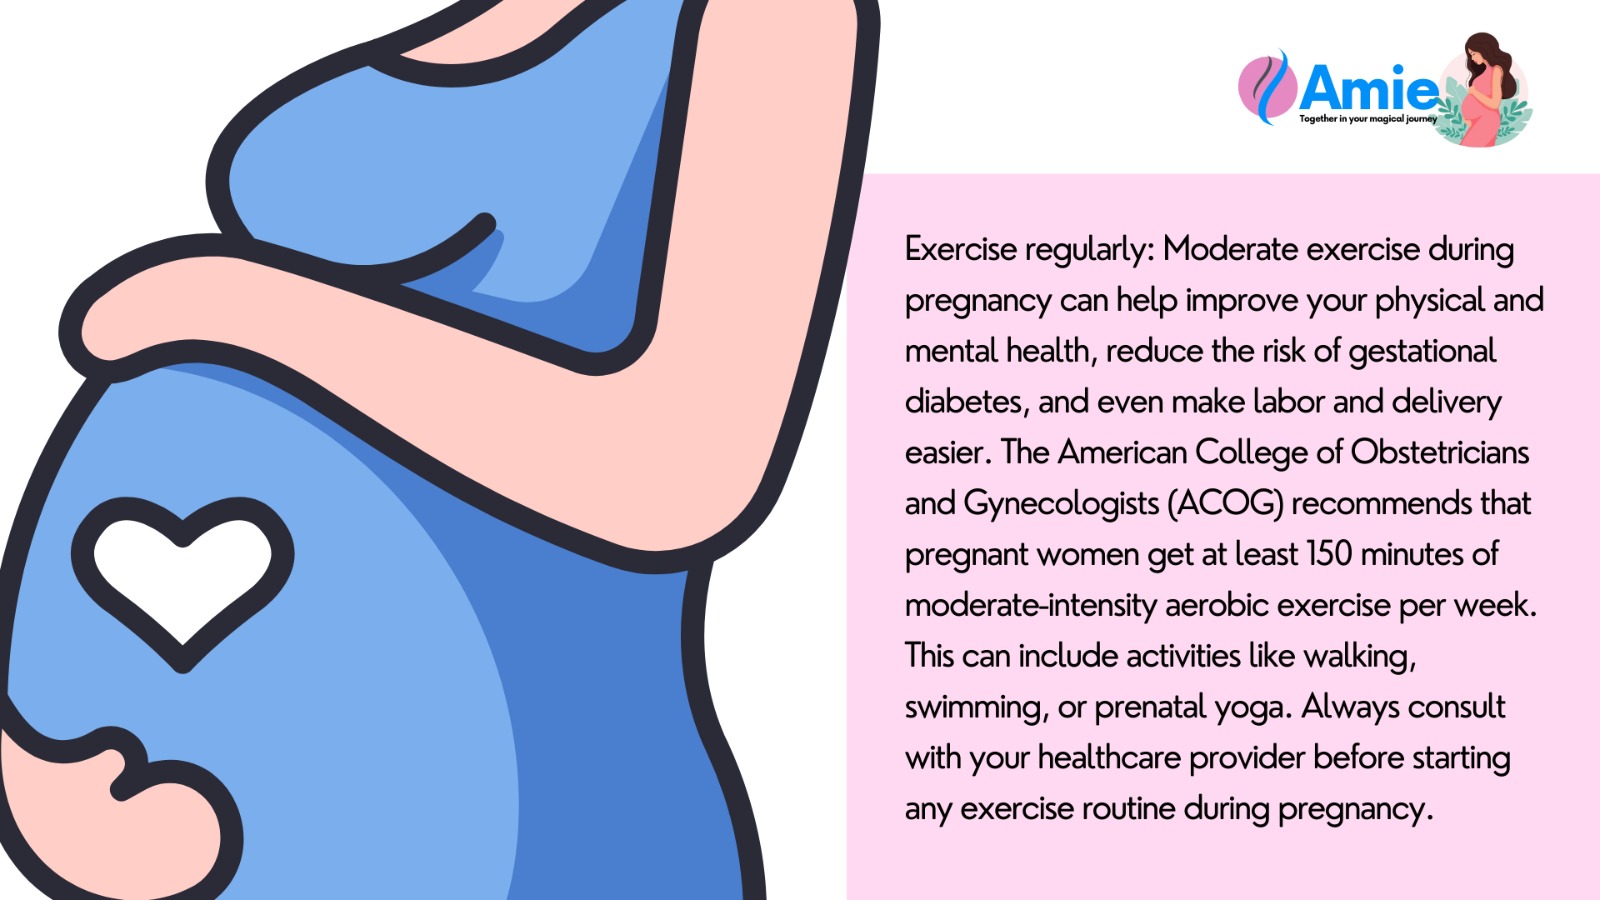 Amie
Together in your magical journey
Exercise regularly: Moderate exercise during
pregnancy can help improve your physical and
mental health, reduce the risk of gestational
diabetes, and even make labor and delivery
easier. The American College of Obstetricians
and Gynecologists (ACOG) recommends that
pregnant women get at least 150 minutes of
moderate-intensity aerobic exercise per week.
This can include activities like walking,
swimming, or prenatal yoga. Always consult
with your healthcare provider before starting
any exercise routine during pregnancy.